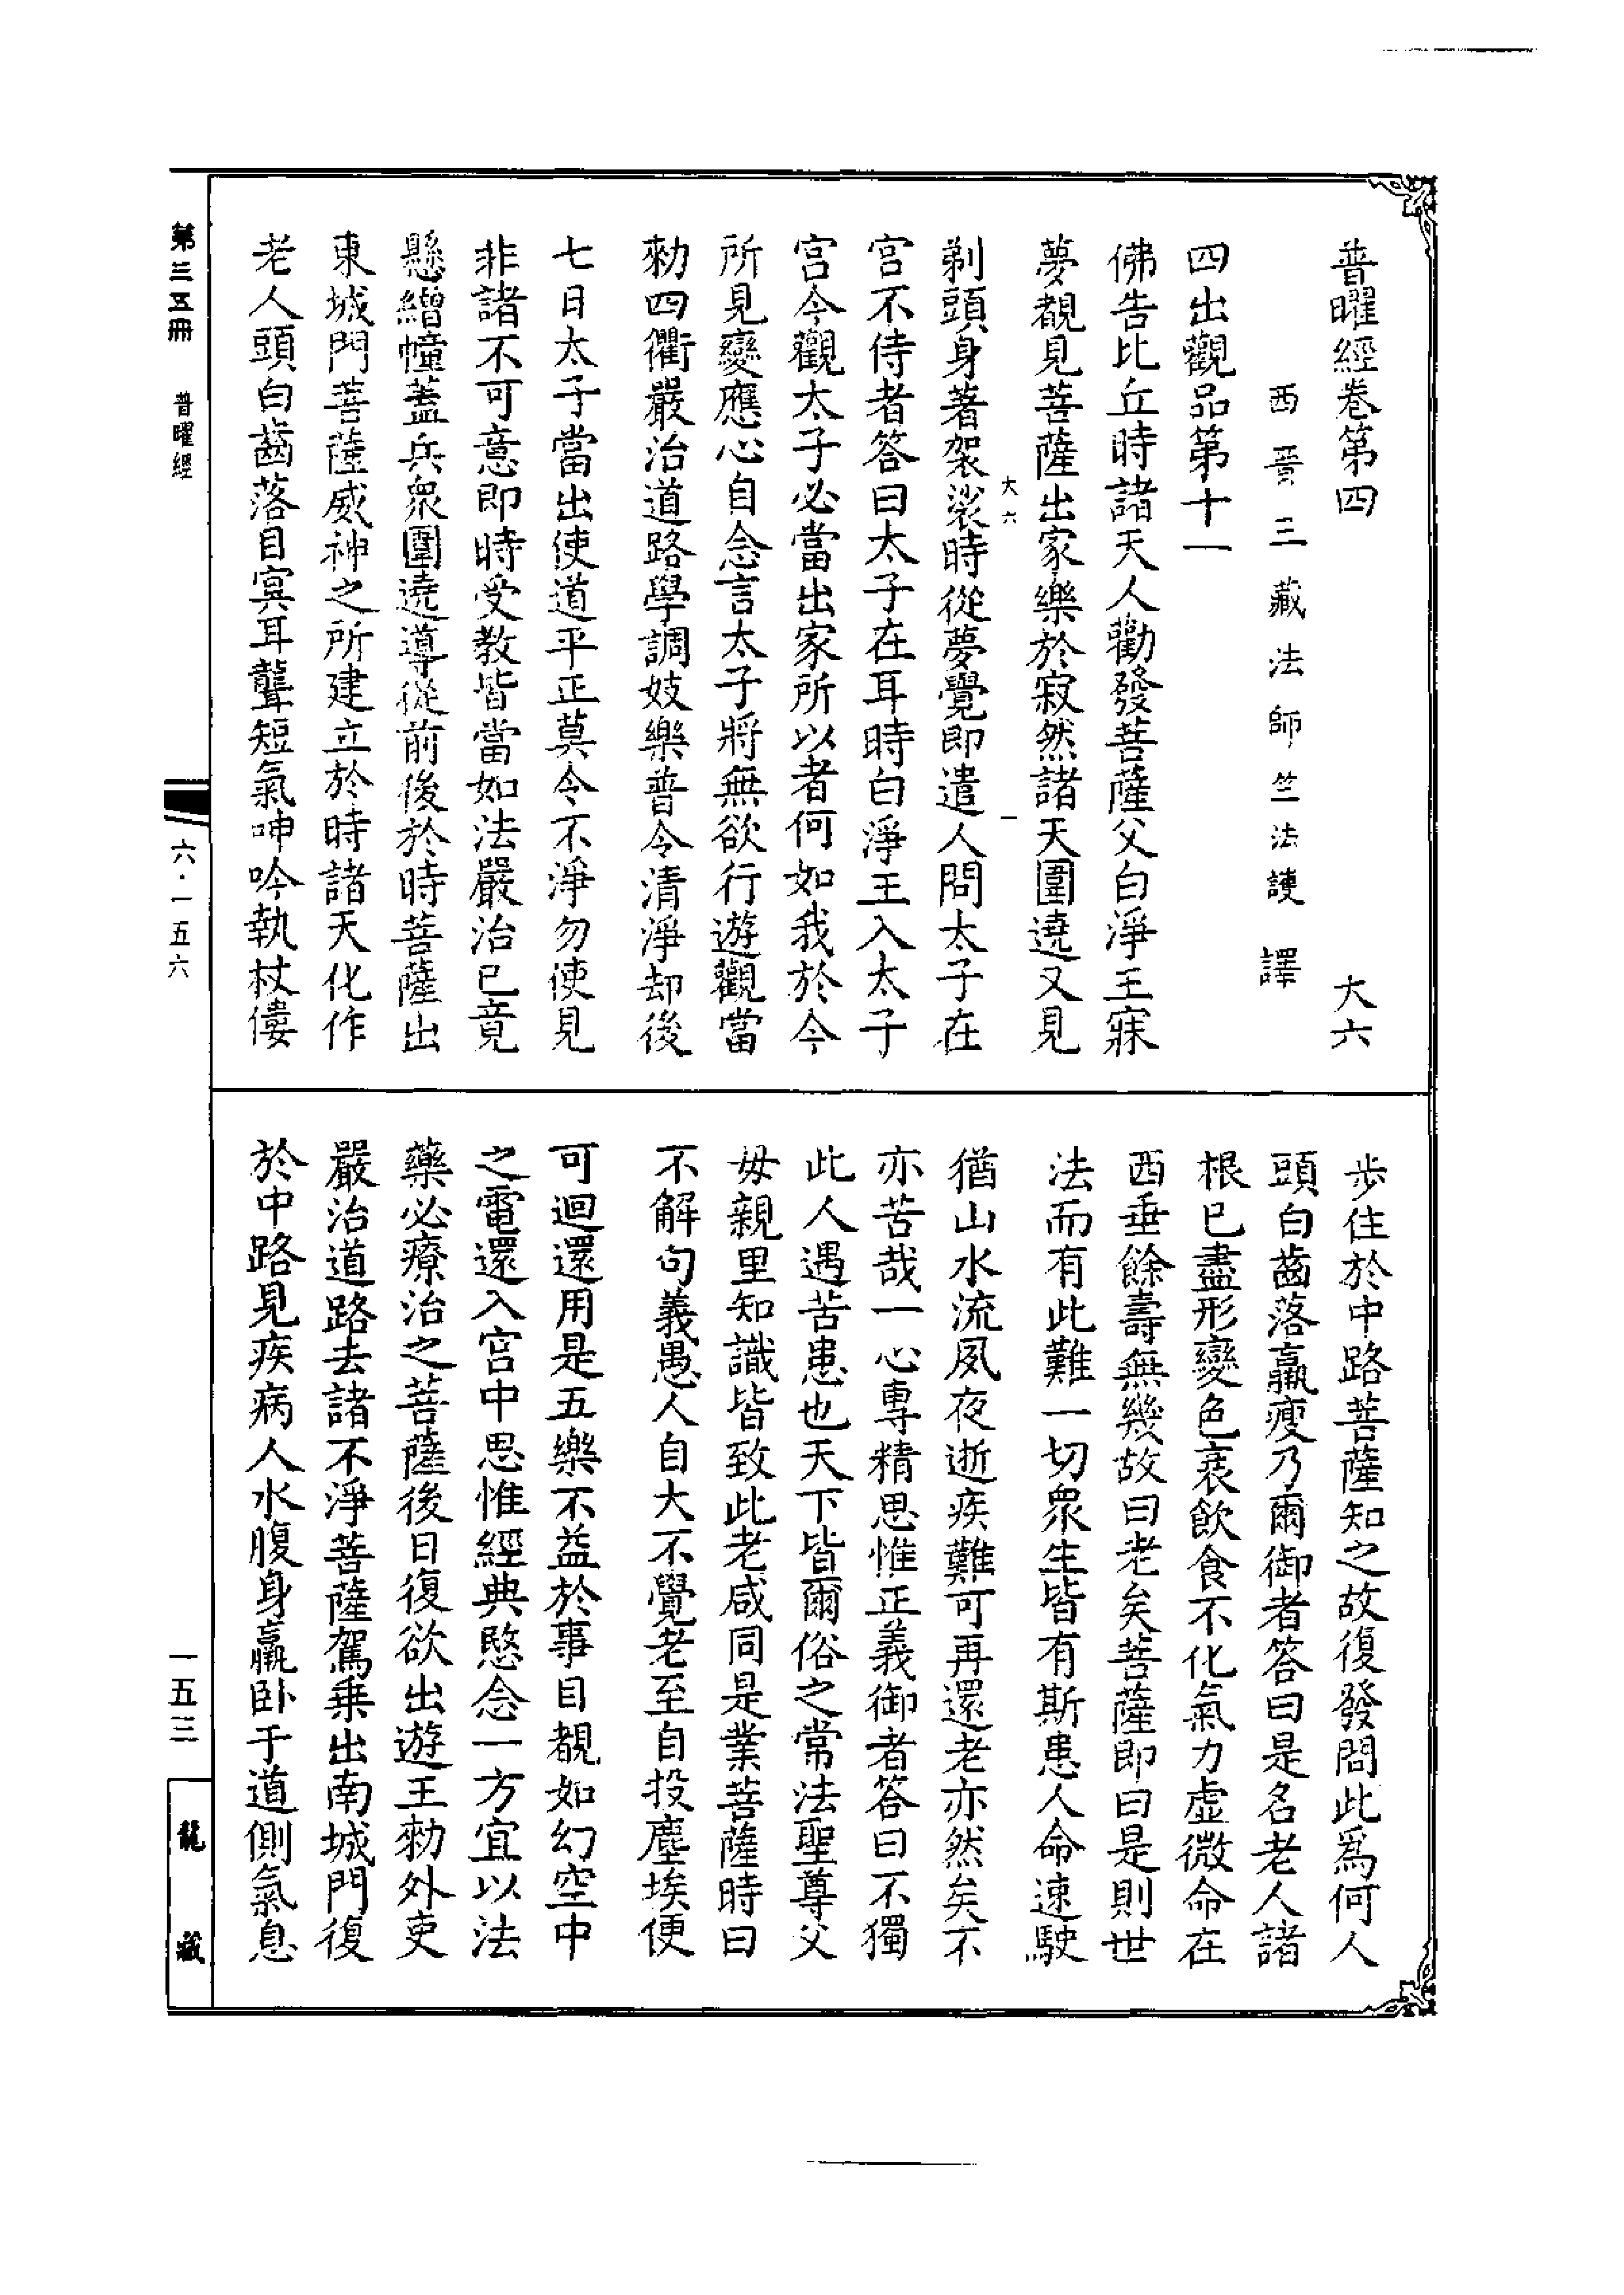 普曜經卷第四　大六
西晉三藏法師竺法護　譯
四出觀品第十一
佛告比丘時諸天人勸發菩薩父白淨王寐
夢覩見菩薩出家樂於寂然諸天圍遶又見
大六　一
剃頭身著袈裟時從夢覺即遣人問太子在
宮不侍者答曰太子在耳時白淨王入太子
宮今觀太子必當出家所以者何如我於今
所見變應心自念言太子將無欲行遊觀當
勑四衢嚴治道路學調妓樂普令清淨却後
七日太子當出使道平正莫令不淨勿使見
非諸不可意即時受教皆當如法嚴治已竟
懸繒幢蓋兵衆圍遶導從前後於時菩薩出
東城門菩薩威神之所建立於時諸天化作
老人頭白齒落目冥耳聾短氣呻吟執杖僂
步住於中路菩薩知之故復發問此爲何人
頭白齒落羸瘦乃爾御者答曰是名老人諸
根已盡形變色衰飲食不化氣力虛微命在
西垂餘壽無幾故曰老矣菩薩即曰是則世
法而有此難一切衆生皆有斯患人命速駛
猶山水流夙夜逝疾難可再還老亦然矣不
亦苦哉一心專精思惟正義御者答曰不獨
此人遇苦患也天下皆爾俗之常法聖尊父
母親里知識皆致此老咸同是業菩薩時曰
不解句義愚人自大不覺老至自投塵埃便
可迴還用是五樂不益於事目覩如幻空中
之電還入宮中思惟經典愍念一方宜以法
藥必療治之菩薩後日復欲出遊王勑外吏
嚴治道路去諸不淨菩薩駕乘出南城門復
於中路見疾病人水腹身羸臥于道側氣息
第三五冊　普曜經
六·一五六
一五三
龍藏